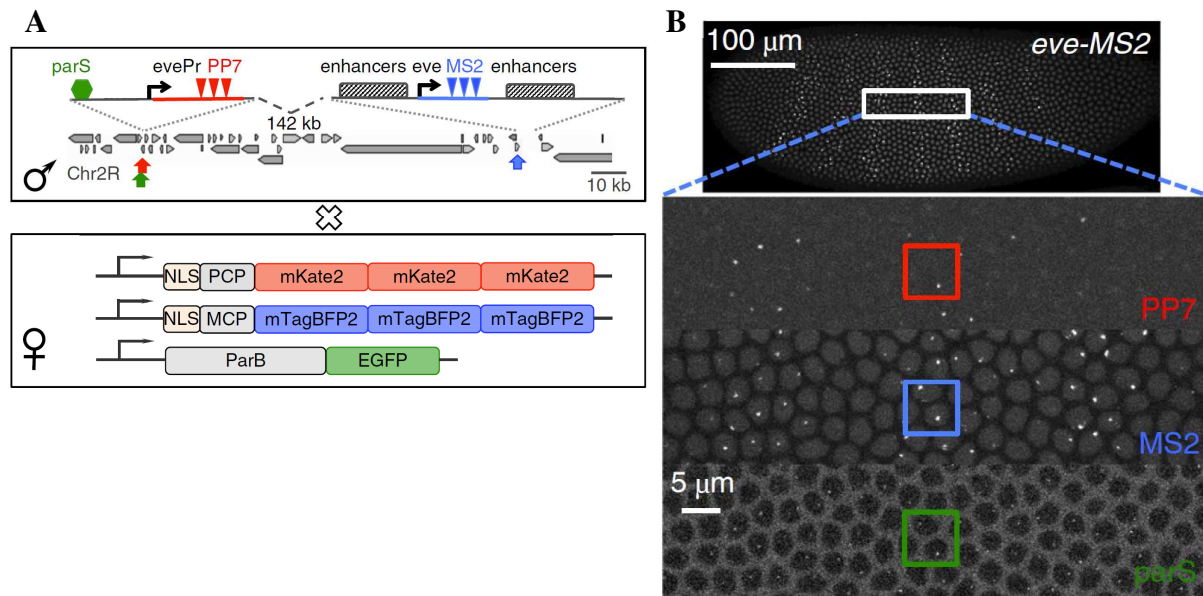 A
parS
evePr PP7
enhancers eve MS2 enhancers
142 kb
Chr2R
10 kb
NLS PCP mKate2 mKate2 mKate2
NLS MCP mTagBFP2 mTagBFP2 mTagBFP2
ParB EGFP
B
100 μm
eve-MS2
PP7
MS2
5 μm
parS